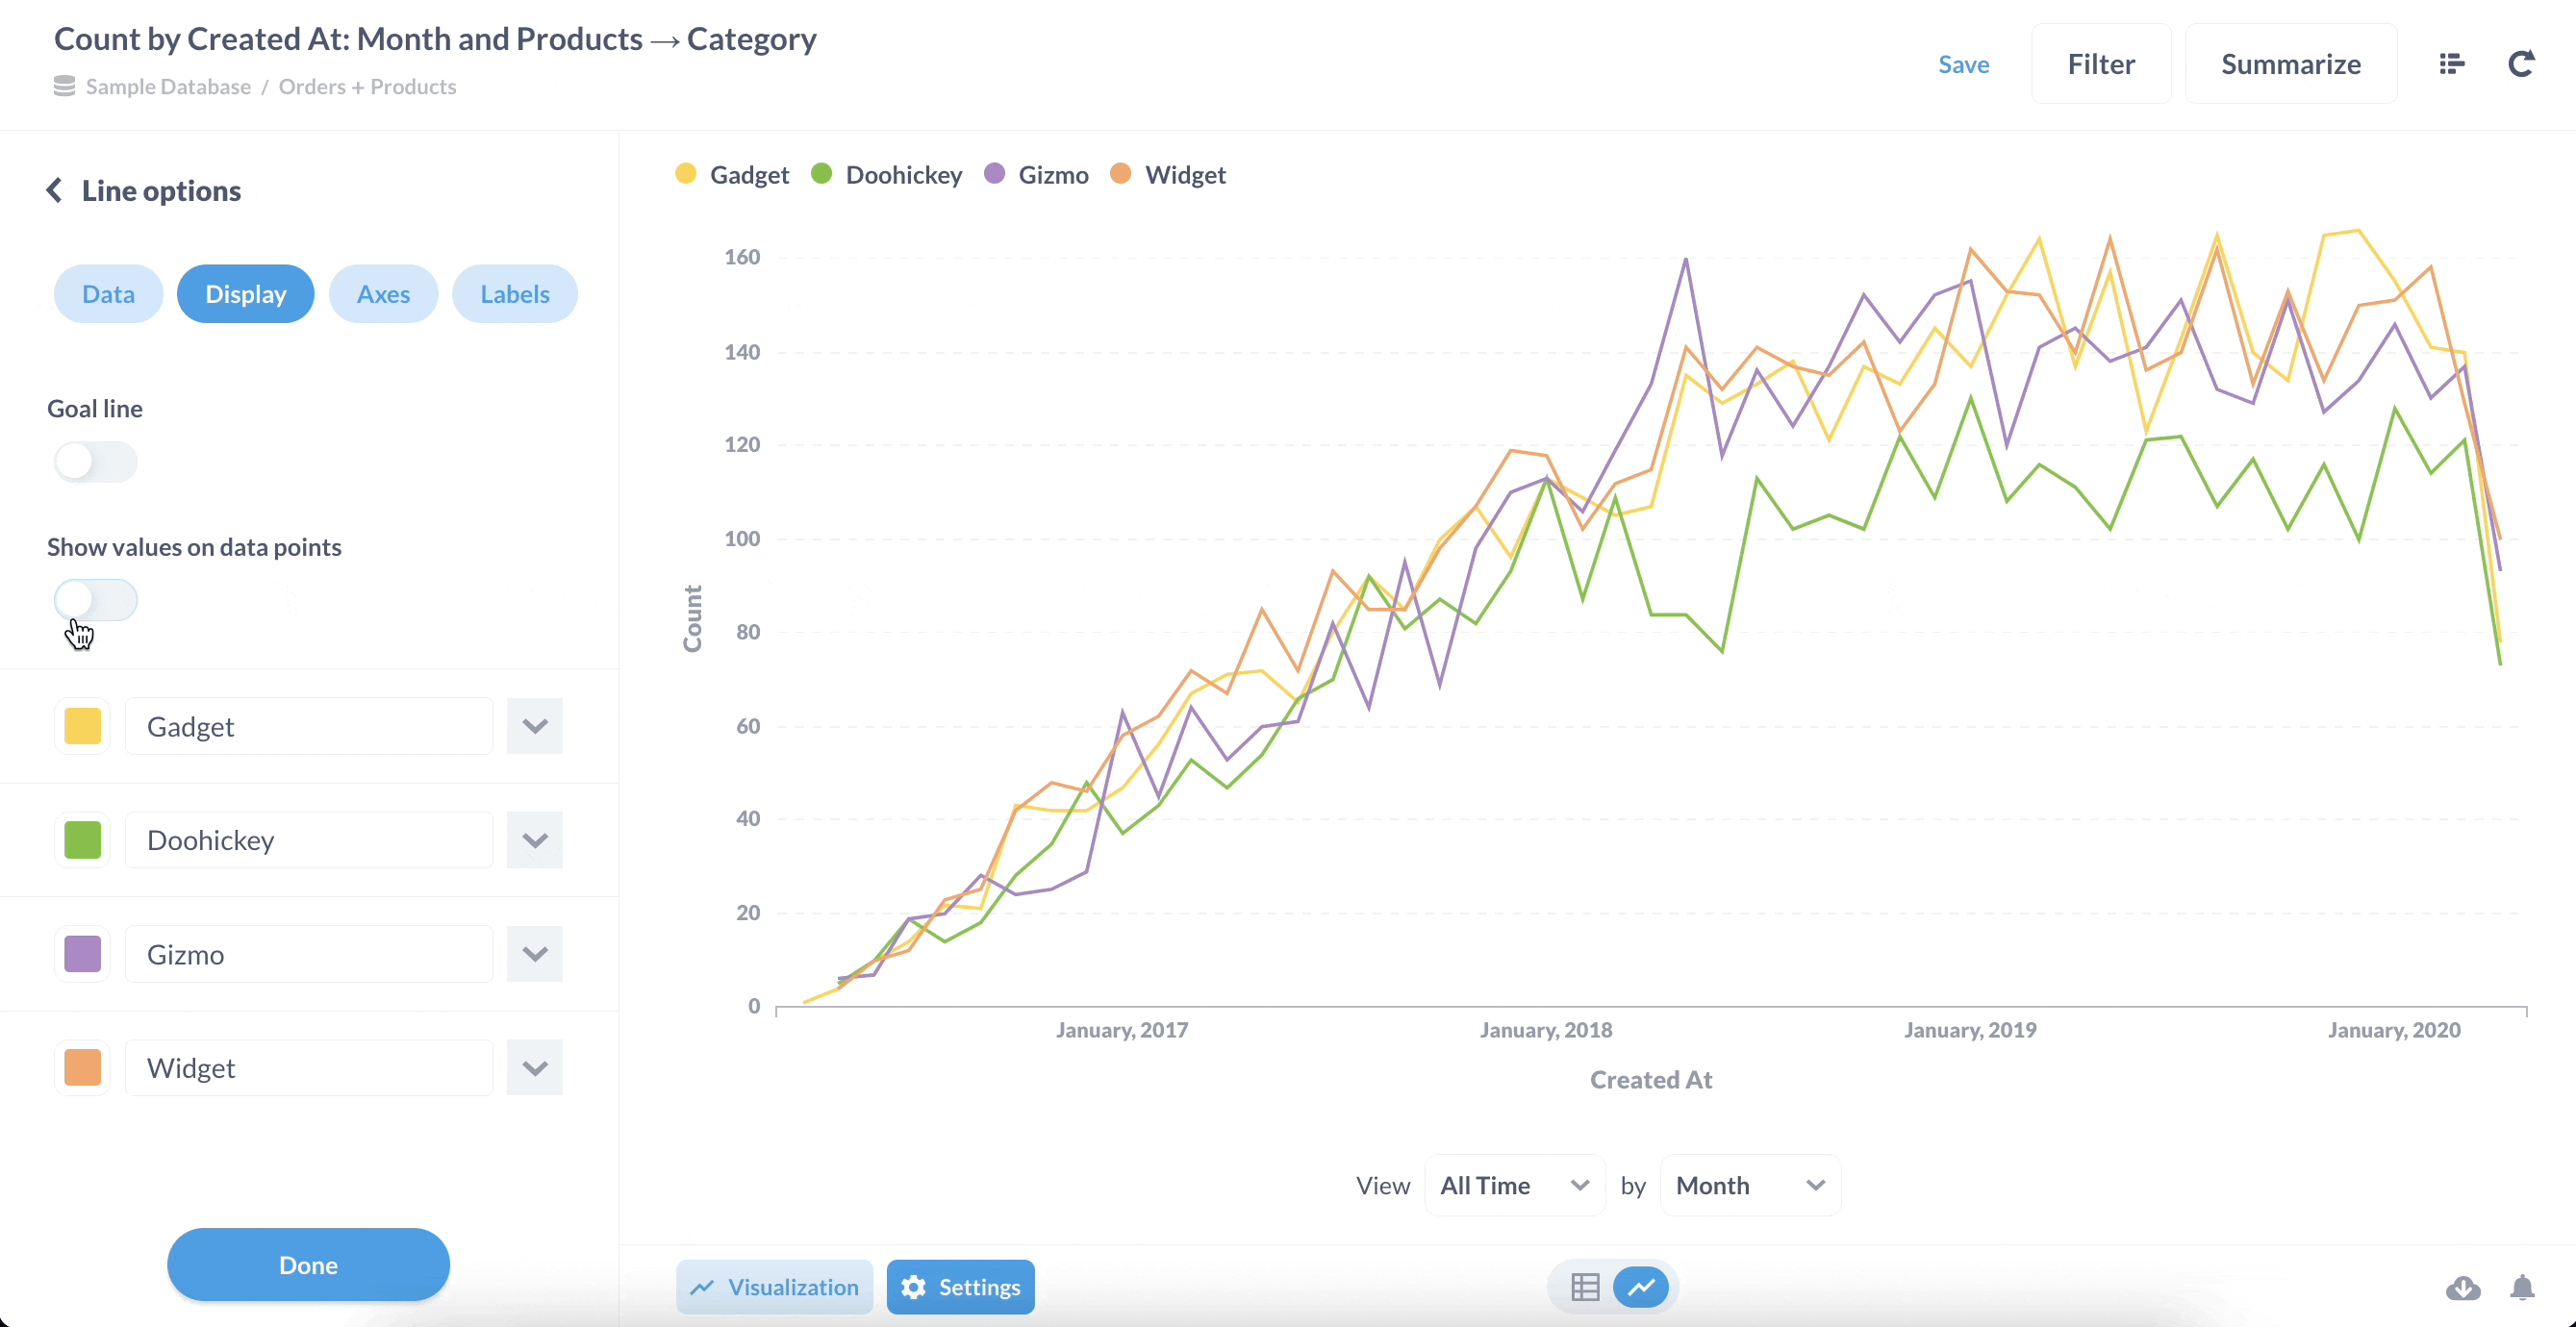 Count by Created At: Month and Products → Category
Sample Database / Orders + Products
Save
Filter
Summarize
Line options
Data
Display
Axes
Labels
Goal line
Show values on data points
Gadget
Doohickey
Gizmo
Widget
Done
Gadget
Doohickey
Gizmo
Widget
160
140
120
100
80
60
40
20
0
Count
January, 2017
January, 2018
January, 2019
January, 2020
Created At
View
All Time
by
Month
Visualization
Settings